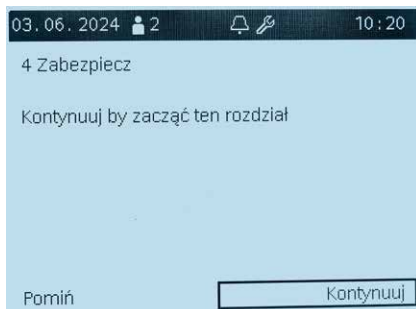 03.06.2024 2 10:20
4 Zabezpiecz
Kontynuuj by zacząć ten rozdział
Pomiń Kontynuuj